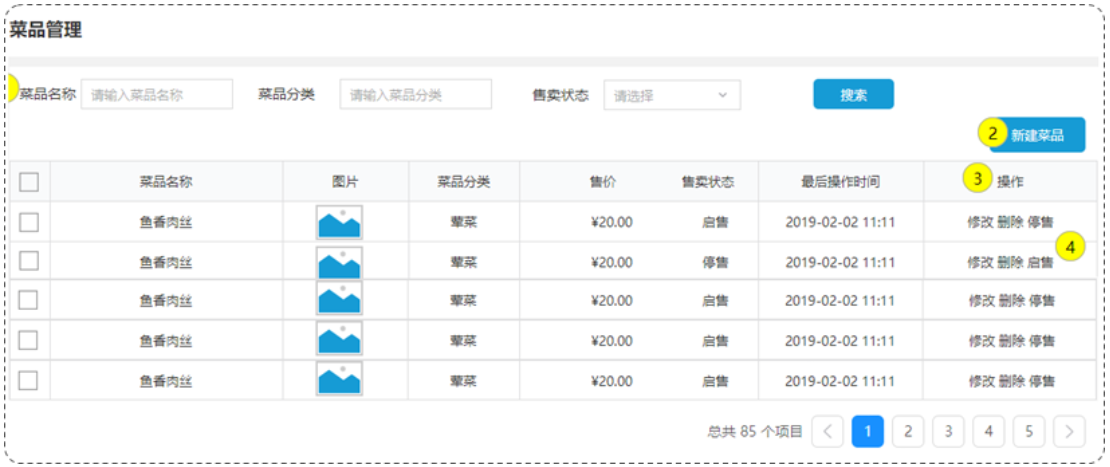 菜品管理
菜品名称 请输入菜品名称 菜品分类 请输入菜品分类 售卖状态 请选择 搜索
2 新建菜品
菜品名称 图片 菜品分类 售价 售卖状态 最后操作时间 3 操作
鱼香肉丝 荤菜 ¥20.00 启售 2019-02-02 11:11 修改 删除 停售
4
鱼香肉丝 荤菜 ¥20.00 停售 2019-02-02 11:11 修改 删除 启售
鱼香肉丝 荤菜 ¥20.00 启售 2019-02-02 11:11 修改 删除 停售
鱼香肉丝 荤菜 ¥20.00 启售 2019-02-02 11:11 修改 删除 停售
鱼香肉丝 荤菜 ¥20.00 启售 2019-02-02 11:11 修改 删除 停售
总共 85 个项目 < 1 2 3 4 5 >